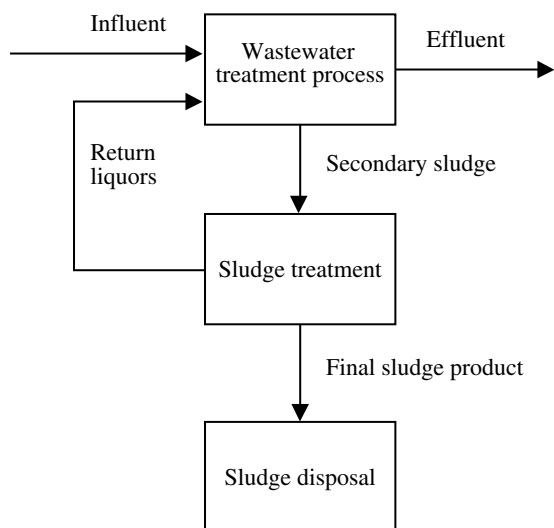 Influent
Wastewater
treatment process
Effluent
Return
liquors
Secondary sludge
Sludge treatment
Final sludge product
Sludge disposal